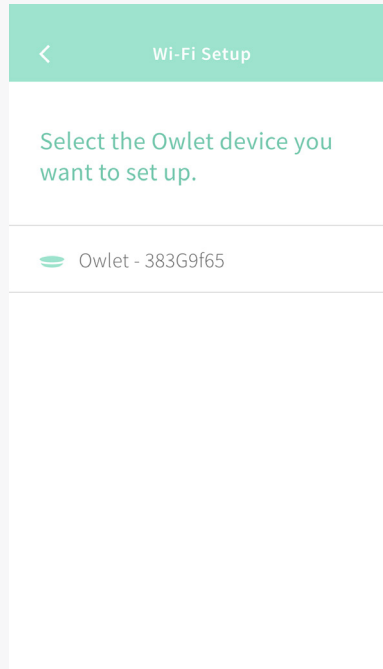 Wi-Fi Setup
Select the Owlet device you
want to set up.
Owlet - 383G9f65